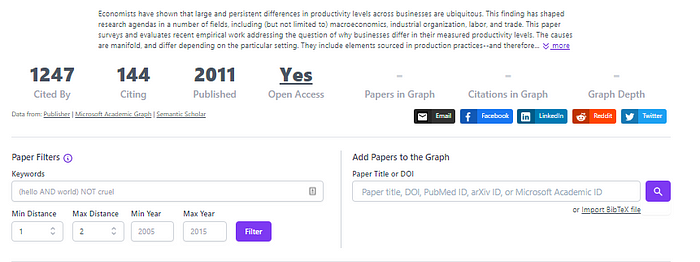 Economists have shown that large and persistent differences in productivity levels across businesses are ubiquitous. This finding has shaped
research agendas in a number of fields, including (but not limited to) macroeconomics, industrial organization, labor, and trade. This paper
surveys and evaluates recent empirical work addressing the question of why businesses differ in their measured productivity levels. The causes
are manifold, and differ depending on the particular setting. They include elements sourced in production practices--and therefore... more
1247 144 2011 Yes - - -
Cited By Citing Published Open Access Papers in Graph Citations in Graph Graph Depth
Data from: Publisher | Microsoft Academic Graph | Semantic Scholar
Email Facebook LinkedIn Reddit Twitter
Paper Filters
Keywords
(hello AND world) NOT cruel
Min Distance Max Distance Min Year Max Year
1 2 2005 2015 Filter
Add Papers to the Graph
Paper Title or DOI
Paper title, DOI, PubMed ID, arXiv ID, or Microsoft Academic ID
or Import BibTeX file